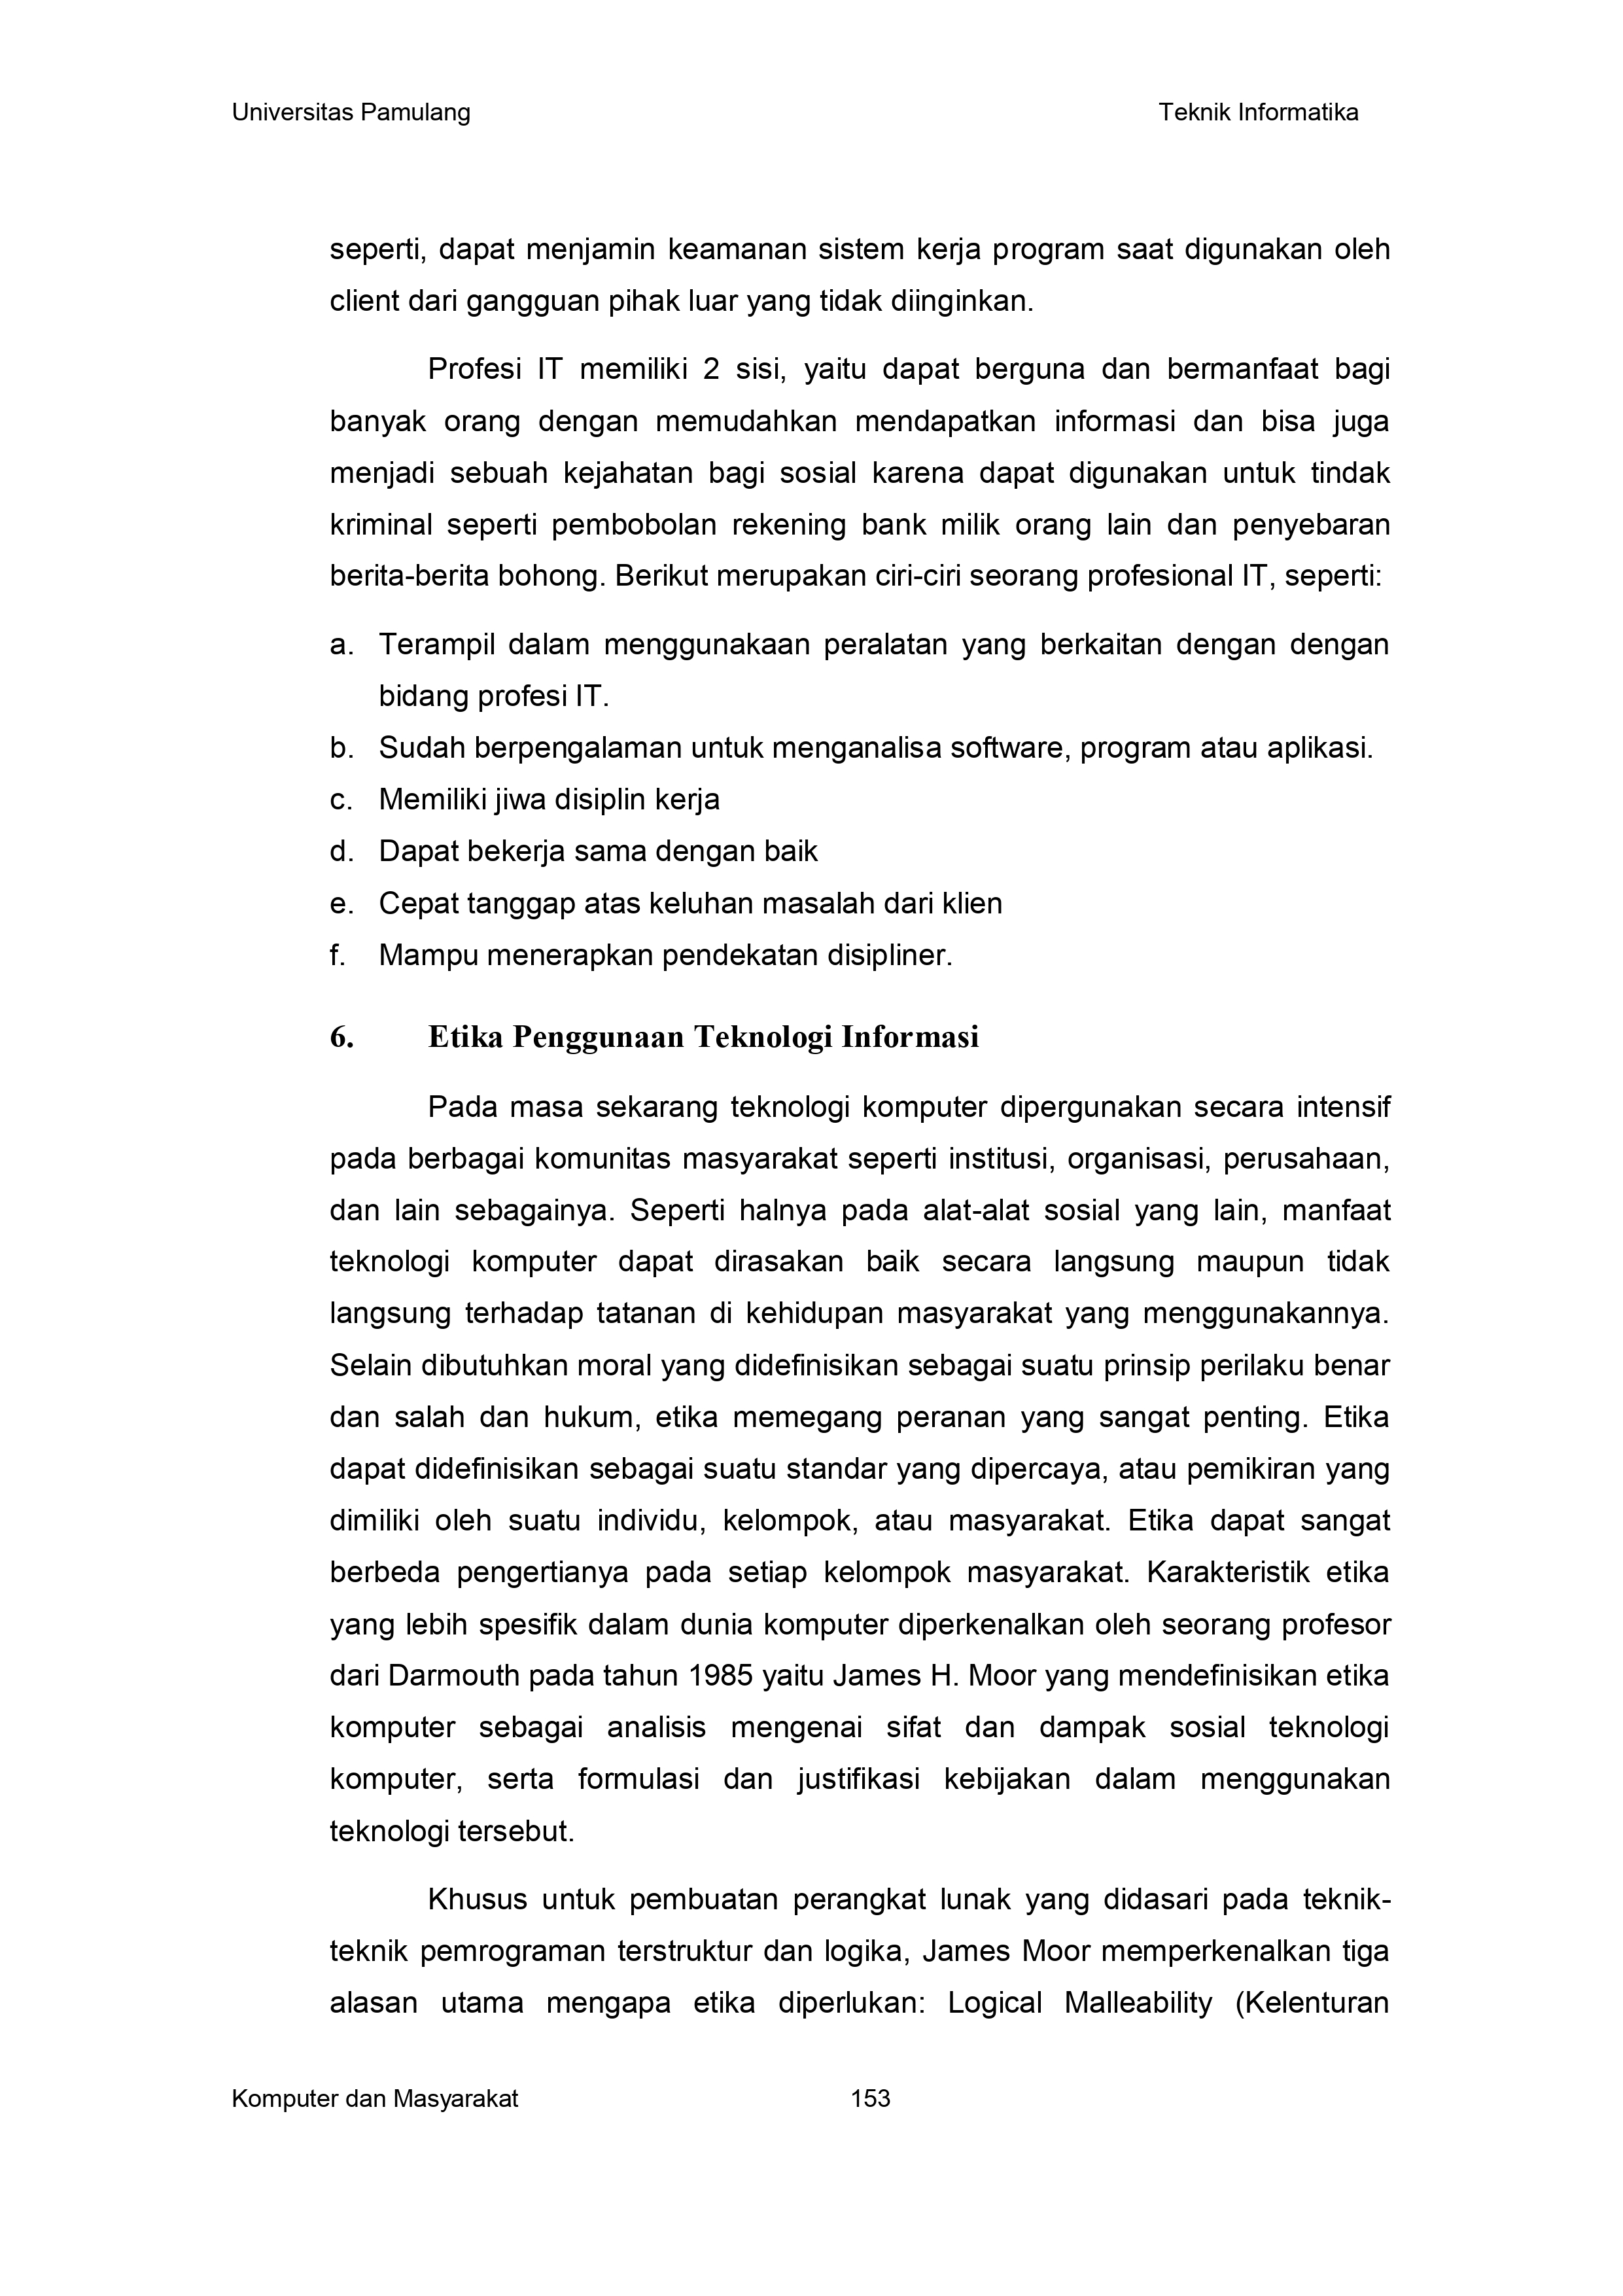 Universitas Pamulang Teknik Informatika
seperti, dapat menjamin keamanan sistem kerja program saat digunakan oleh
client dari gangguan pihak luar yang tidak diinginkan.
Profesi IT memiliki 2 sisi, yaitu dapat berguna dan bermanfaat bagi
banyak orang dengan memudahkan mendapatkan informasi dan bisa juga
menjadi sebuah kejahatan bagi sosial karena dapat digunakan untuk tindak
kriminal seperti pembobolan rekening bank milik orang lain dan penyebaran
berita-berita bohong. Berikut merupakan ciri-ciri seorang profesional IT, seperti:
a. Terampil dalam menggunakaan peralatan yang berkaitan dengan dengan
bidang profesi IT.
b. Sudah berpengalaman untuk menganalisa software, program atau aplikasi.
c. Memiliki jiwa disiplin kerja
d. Dapat bekerja sama dengan baik
e. Cepat tanggap atas keluhan masalah dari klien
f. Mampu menerapkan pendekatan disipliner.
6. Etika Penggunaan Teknologi Informasi
Pada masa sekarang teknologi komputer dipergunakan secara intensif
pada berbagai komunitas masyarakat seperti institusi, organisasi, perusahaan,
dan lain sebagainya. Seperti halnya pada alat-alat sosial yang lain, manfaat
teknologi komputer dapat dirasakan baik secara langsung maupun tidak
langsung terhadap tatanan di kehidupan masyarakat yang menggunakannya.
Selain dibutuhkan moral yang didefinisikan sebagai suatu prinsip perilaku benar
dan salah dan hukum, etika memegang peranan yang sangat penting. Etika
dapat didefinisikan sebagai suatu standar yang dipercaya, atau pemikiran yang
dimiliki oleh suatu individu, kelompok, atau masyarakat. Etika dapat sangat
berbeda pengertianya pada setiap kelompok masyarakat. Karakteristik etika
yang lebih spesifik dalam dunia komputer diperkenalkan oleh seorang profesor
dari Darmouth pada tahun 1985 yaitu James H. Moor yang mendefinisikan etika
komputer sebagai analisis mengenai sifat dan dampak sosial teknologi
komputer, serta formulasi dan justifikasi kebijakan dalam menggunakan
teknologi tersebut.
Khusus untuk pembuatan perangkat lunak yang didasari pada teknik-
teknik pemrograman terstruktur dan logika, James Moor memperkenalkan tiga
alasan utama mengapa etika diperlukan: Logical Malleability (Kelenturan
Komputer dan Masyarakat 153